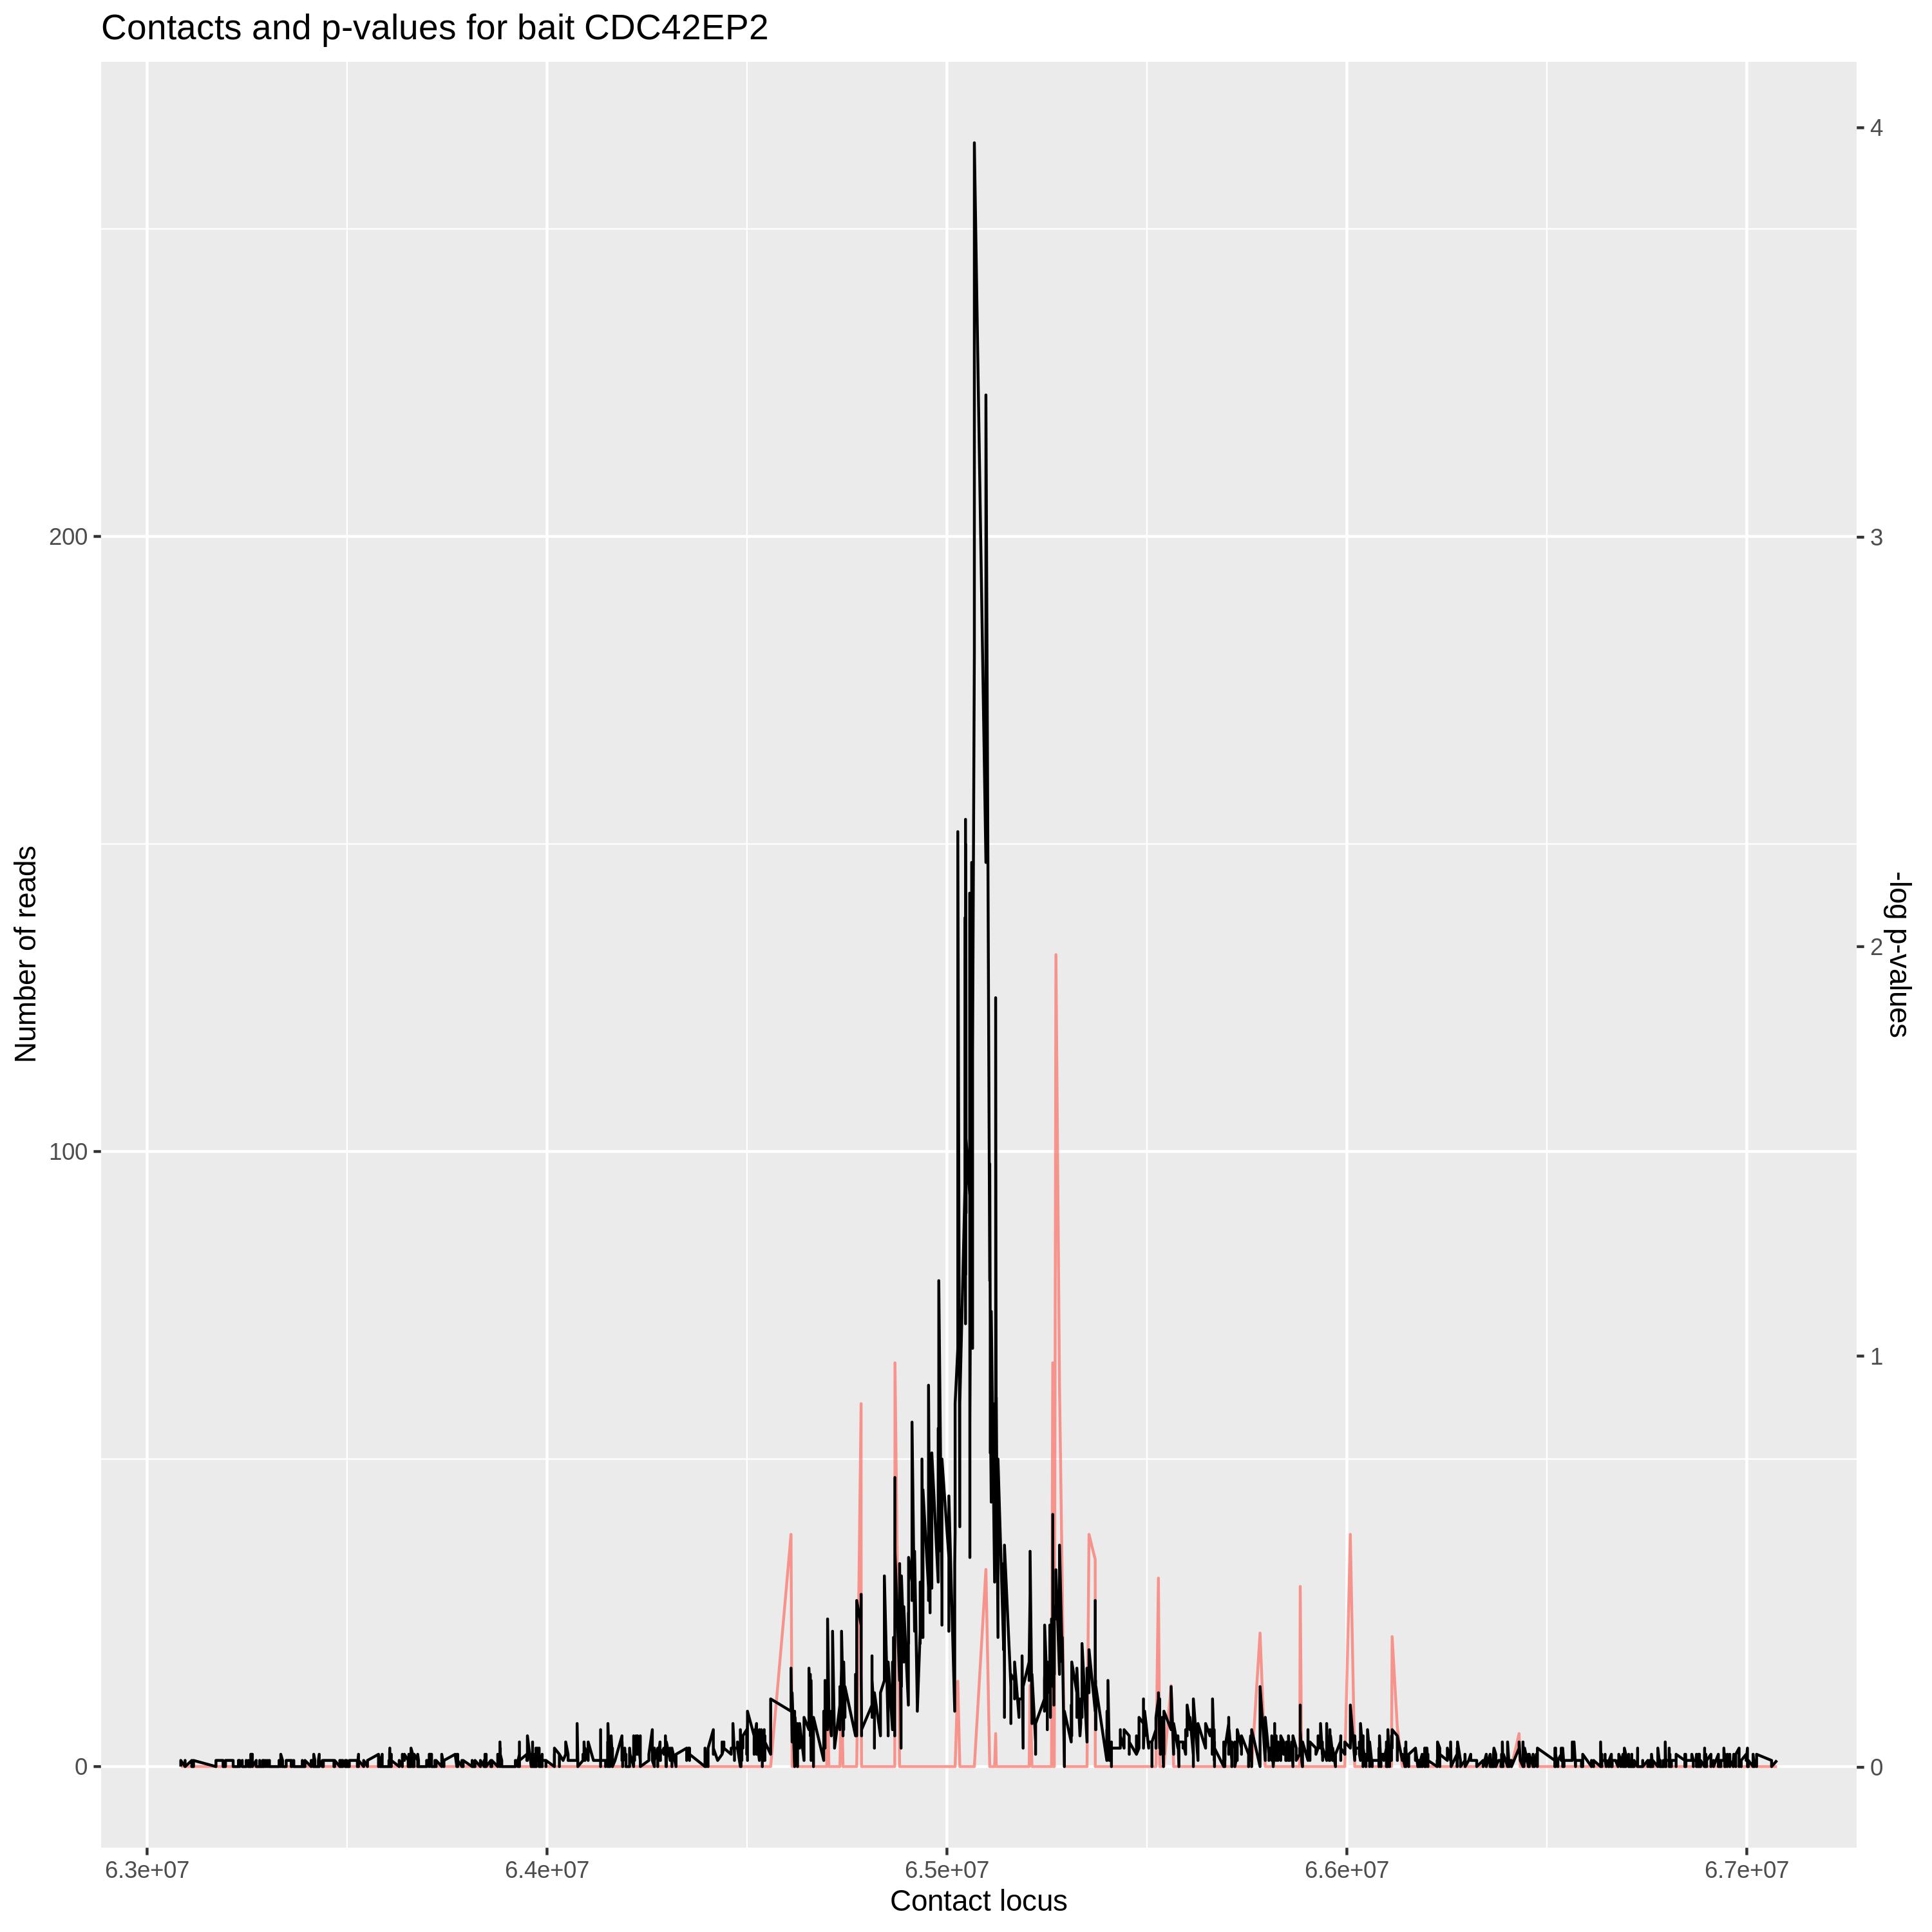 Contacts and p-values for bait CDC42EP2
Number of reads
200
100
0
4
3
2
1
0
-log p-values
6.3e+07
6.4e+07
6.5e+07
6.6e+07
6.7e+07
Contact locus